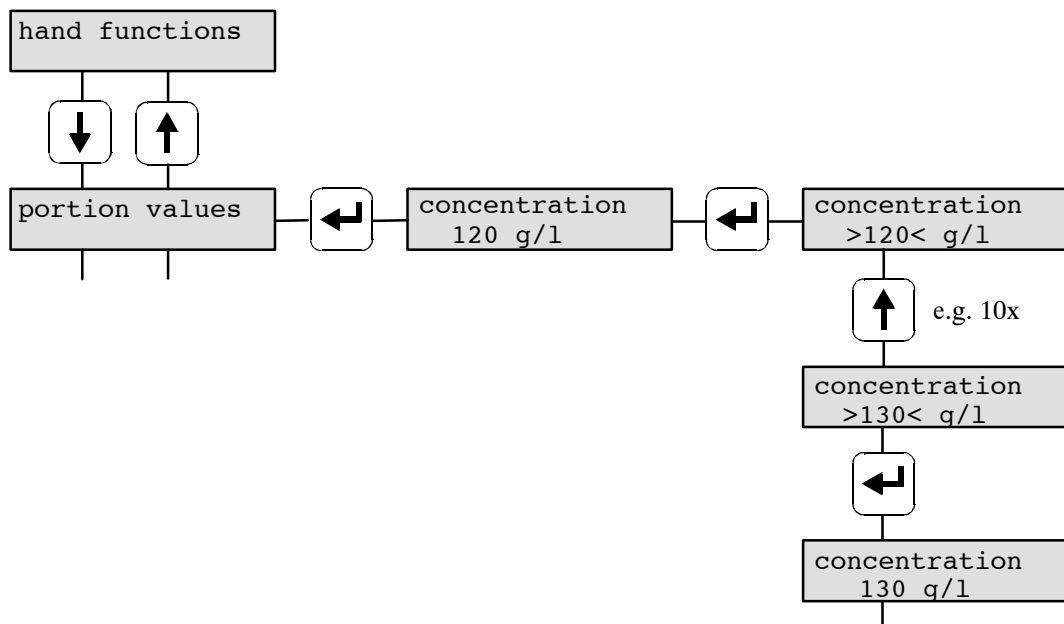 hand functions
portion values
concentration
120 g/l
concentration
>120< g/l
e.g. 10x
concentration
>130< g/l
concentration
130 g/l